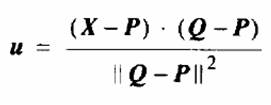 u = (X – P) · (Q – P) / || Q – P ||²